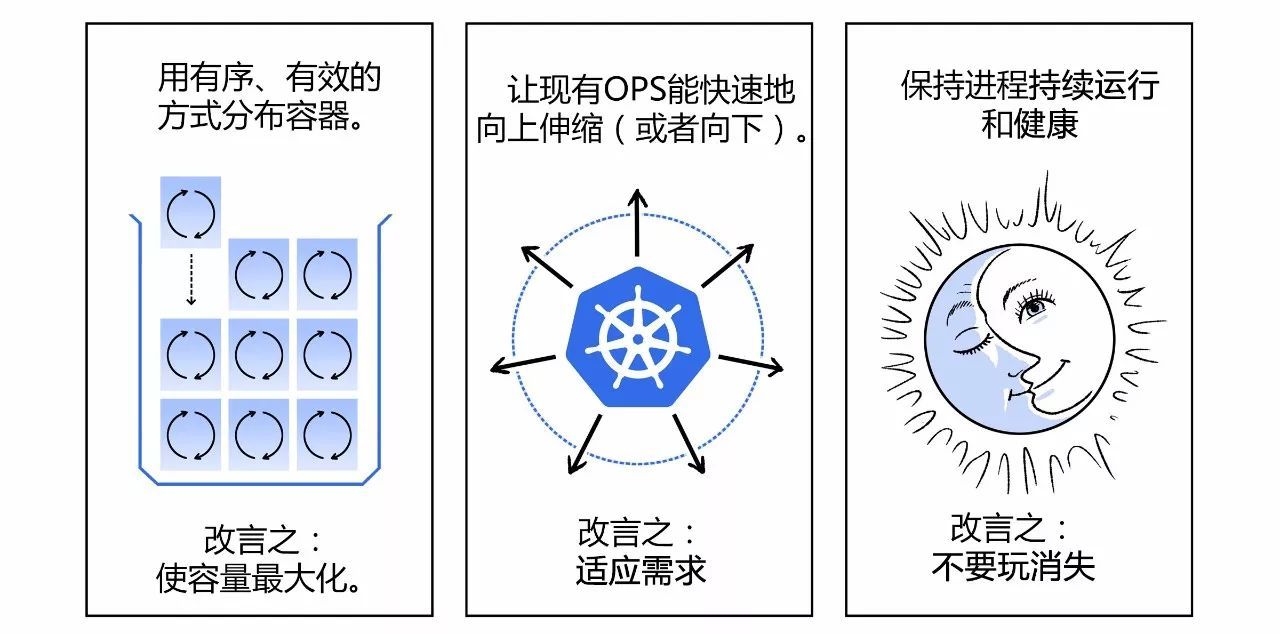 用有序、有效的
方式分布容器。
改言之：
使容量最大化。
让现有OPS能快速地
向上伸缩（或者向下）。
改言之：
适应需求
保持进程持续运行
和健康
改言之：
不要玩消失